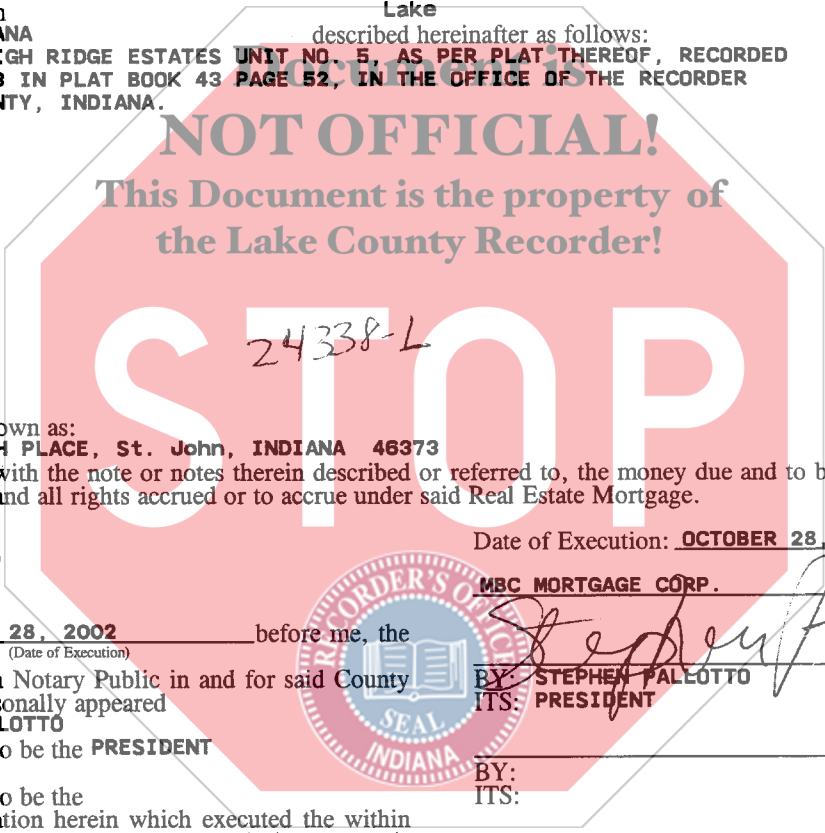 Lake
ANA described hereinafter as follows:
GH RIDGE ESTATES UNIT NO. 5, AS PER PLAT THEREOF, RECORDED
IN PLAT BOOK 43 PAGE 52, IN THE OFFICE OF THE RECORDER
NTY, INDIANA.
Document is
NOT OFFICIAL!
This Document is the property of
the Lake County Recorder!
STOP
24338-L
own as:
H PLACE, St. John, INDIANA 46373
with the note or notes therein described or referred to, the money due and to b
and all rights accrued or to accrue under said Real Estate Mortgage.
Date of Execution: OCTOBER 28,
MBC MORTGAGE CORP.
Stephen P
28, 2002 before me, the
(Date of Execution)
Notary Public in and for said County
sonally appeared
LOTTO
o be the PRESIDENT
BY: STEPHEN PALLOTTO
ITS: PRESIDENT
RECORDER'S OFFICE
SEAL
INDIANA
BY:
ITS:
o be the
ation herein which executed the within